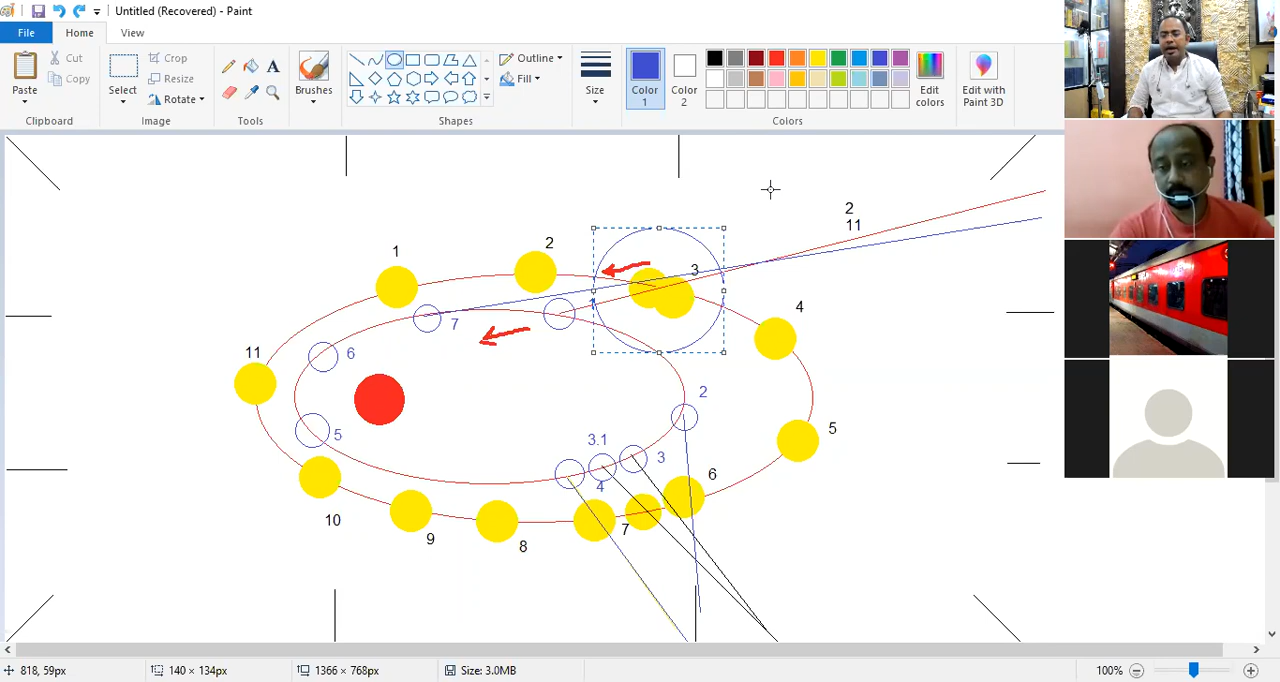 Untitled (Recovered) - Paint
File
Home
View
Paste
Cut
Copy
Clipboard
Select
Crop
Resize
Rotate
Image
A
Tools
Brushes
Outline
Fill
Shapes
Size
Color
1
Color
2
Edit
colors
Edit with
Paint 3D
Colors
2
11
1
2
3
4
5
6
7
8
9
10
11
1
2
3
3.1
4
5
6
7
818, 59px
140 × 134px
1366 × 768px
Size: 3.0MB
100%